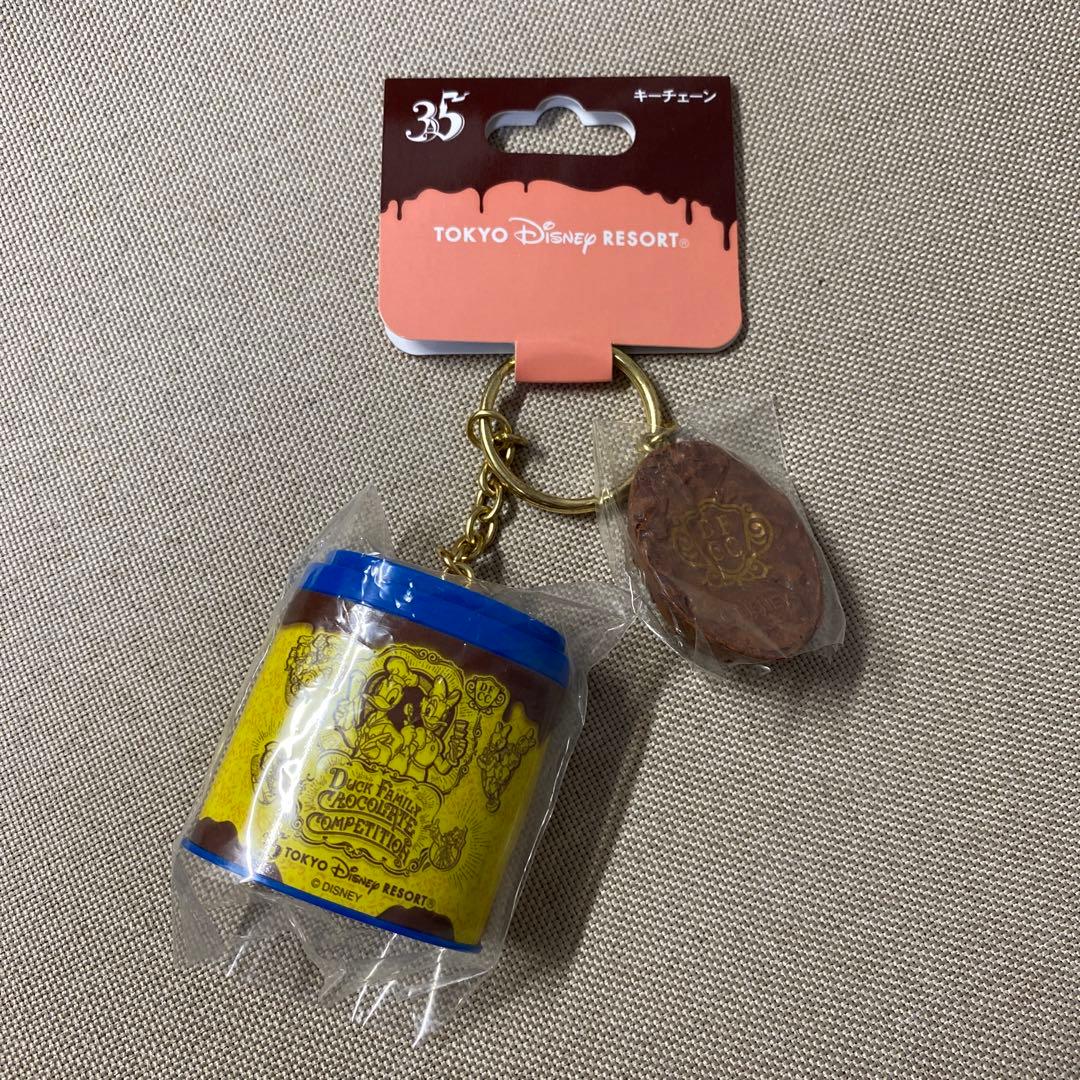 35
キーチェーン
TOKYO Disney RESORT®
D F
C C
D F
C C
DUCK FAMILY
CHOCOLATE
COMPETITION
TOKYO Disney RESORT®
© DISNEY